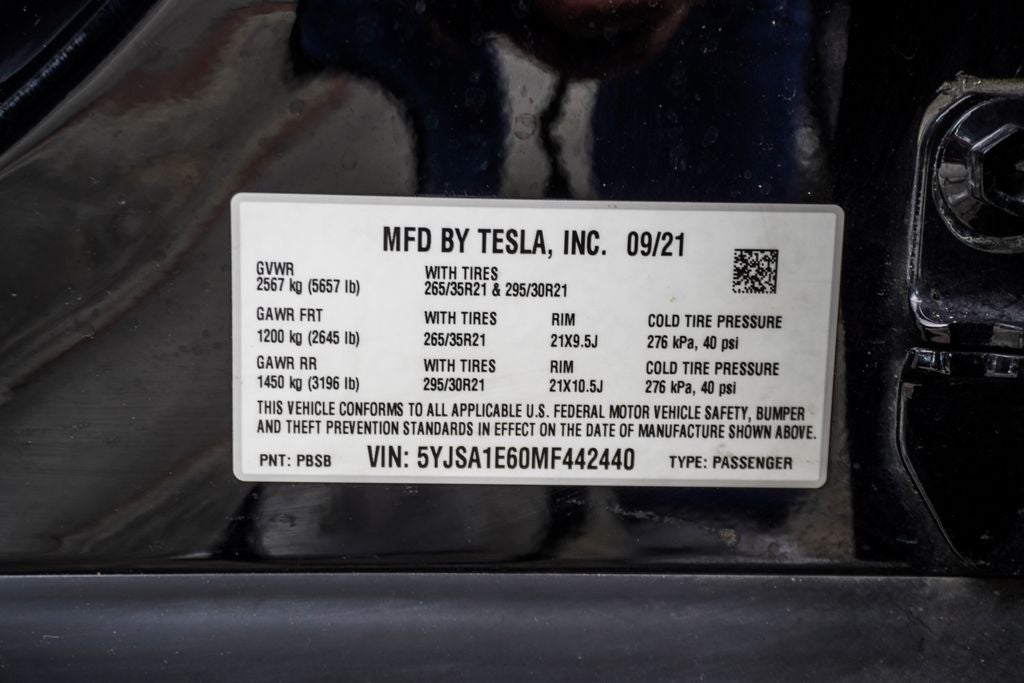 MFD BY TESLA, INC. 09/21
GVWR WITH TIRES
2567 kg (5657 lb) 265/35R21 & 295/30R21
GAWR FRT WITH TIRES RIM COLD TIRE PRESSURE
1200 kg (2645 lb) 265/35R21 21X9.5J 276 kPa, 40 psi
GAWR RR WITH TIRES RIM COLD TIRE PRESSURE
1450 kg (3196 lb) 295/30R21 21X10.5J 276 kPa, 40 psi
THIS VEHICLE CONFORMS TO ALL APPLICABLE U.S. FEDERAL MOTOR VEHICLE SAFETY, BUMPER
AND THEFT PREVENTION STANDARDS IN EFFECT ON THE DATE OF MANUFACTURE SHOWN ABOVE.
PNT: PBSB VIN: 5YJSA1E60MF442440 TYPE: PASSENGER